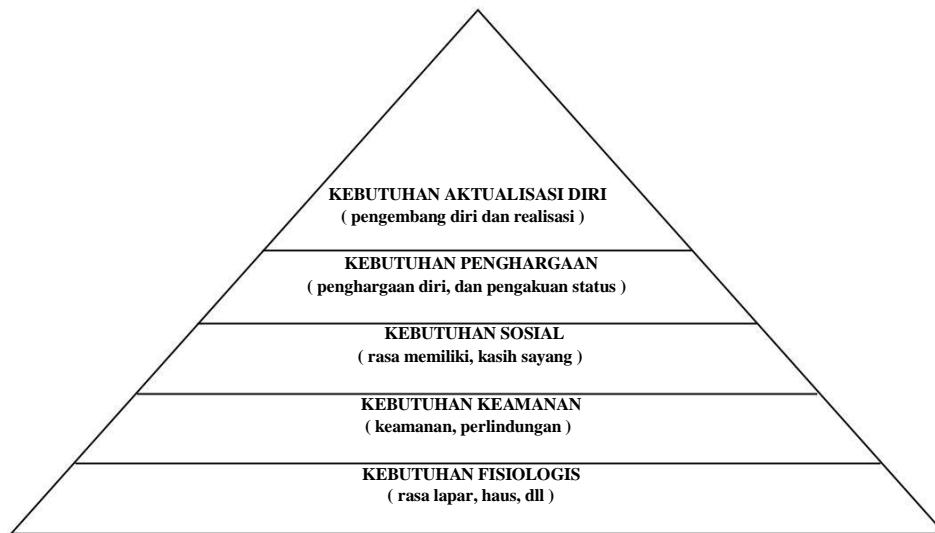 KEBUTUHAN AKTUALISASI DIRI
( pengembang diri dan realisasi )
KEBUTUHAN PENGHARGAAN
( penghargaan diri, dan pengakuan status )
KEBUTUHAN SOSIAL
( rasa memiliki, kasih sayang )
KEBUTUHAN KEAMANAN
( keamanan, perlindungan )
KEBUTUHAN FISIOLOGIS
( rasa lapar, haus, dll )